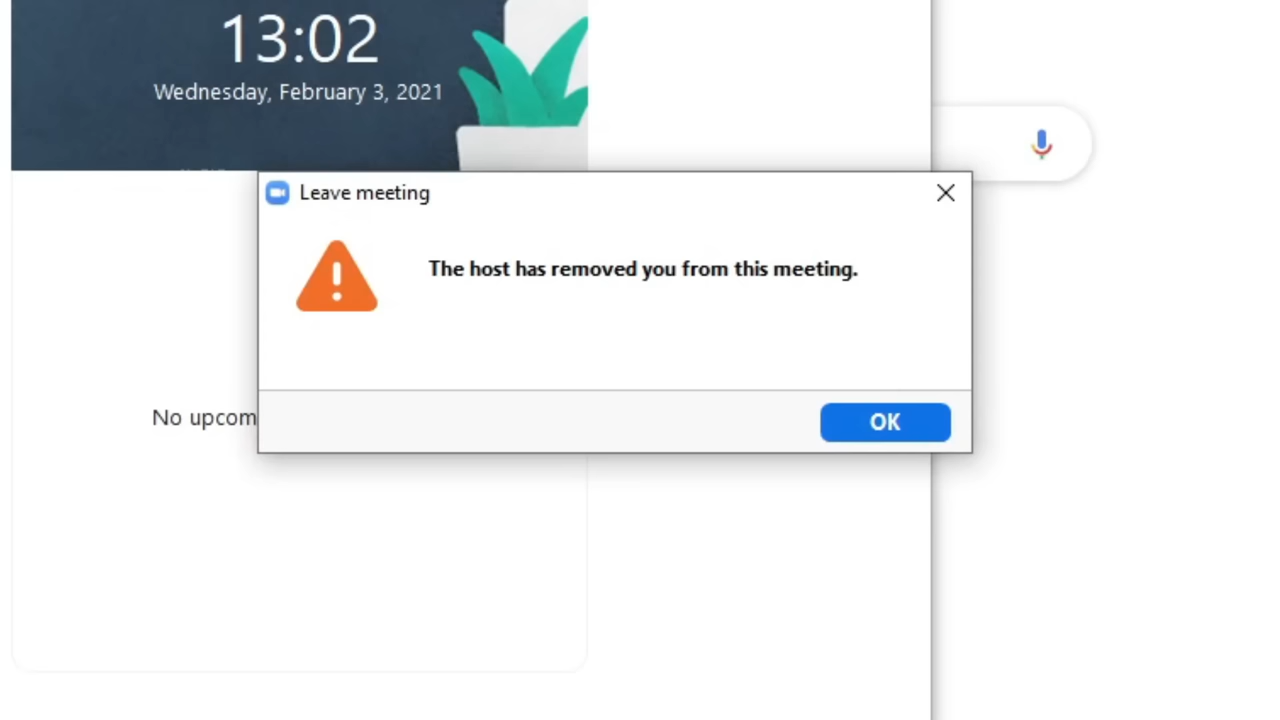 13:02
Wednesday, February 3, 2021
Leave meeting
The host has removed you from this meeting.
No upcom
OK